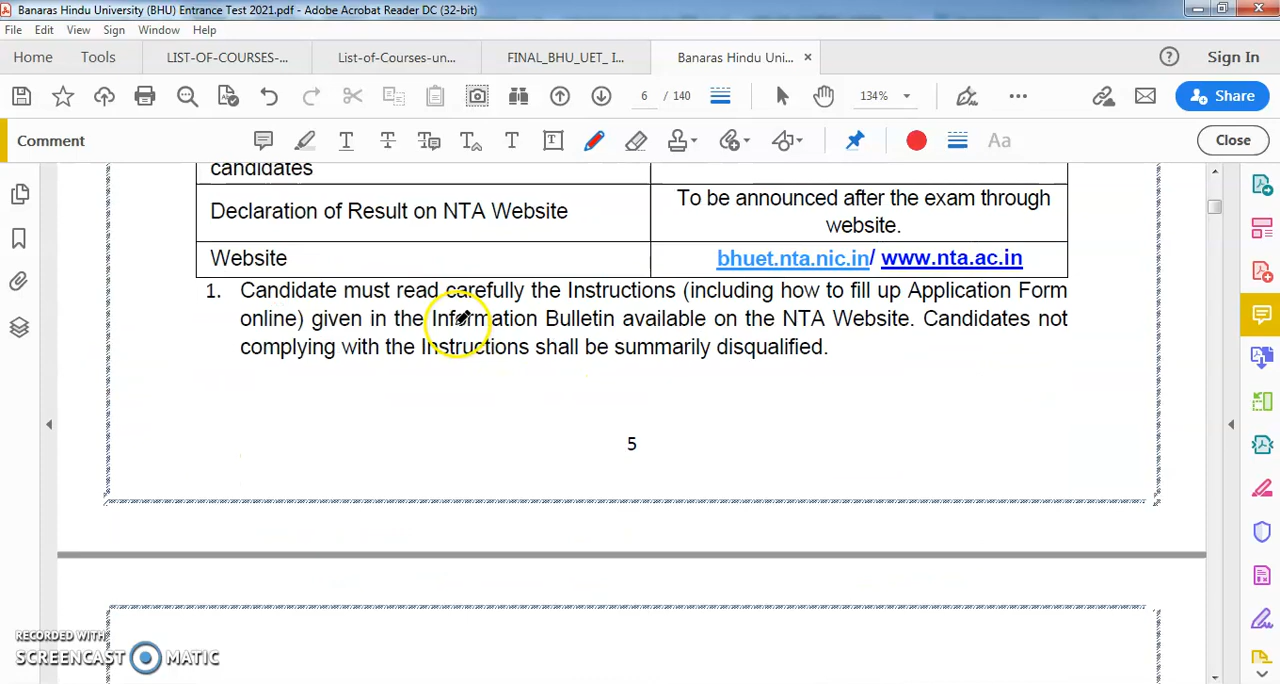 Banaras Hindu University (BHU) Entrance Test 2021.pdf - Adobe Acrobat Reader DC (32-bit)
File Edit View Sign Window Help
Home Tools LIST-OF-COURSES-... List-of-Courses-un... FINAL_BHU_UET_ I... Banaras Hindu Uni... × Sign In
6 / 140 134% Share
Comment Aa Close
candidates
Declaration of Result on NTA Website To be announced after the exam through
website.
Website bhuet.nta.nic.in/ www.nta.ac.in
1. Candidate must read carefully the Instructions (including how to fill up Application Form
online) given in the Information Bulletin available on the NTA Website. Candidates not
complying with the Instructions shall be summarily disqualified.
5
RECORDED WITH
SCREENCAST MATIC